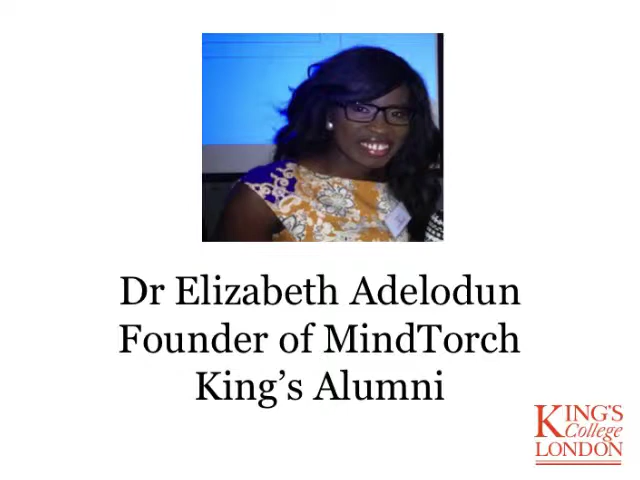 Dr Elizabeth Adelodun
Founder of MindTorch
King's Alumni
KING'S
College
LONDON